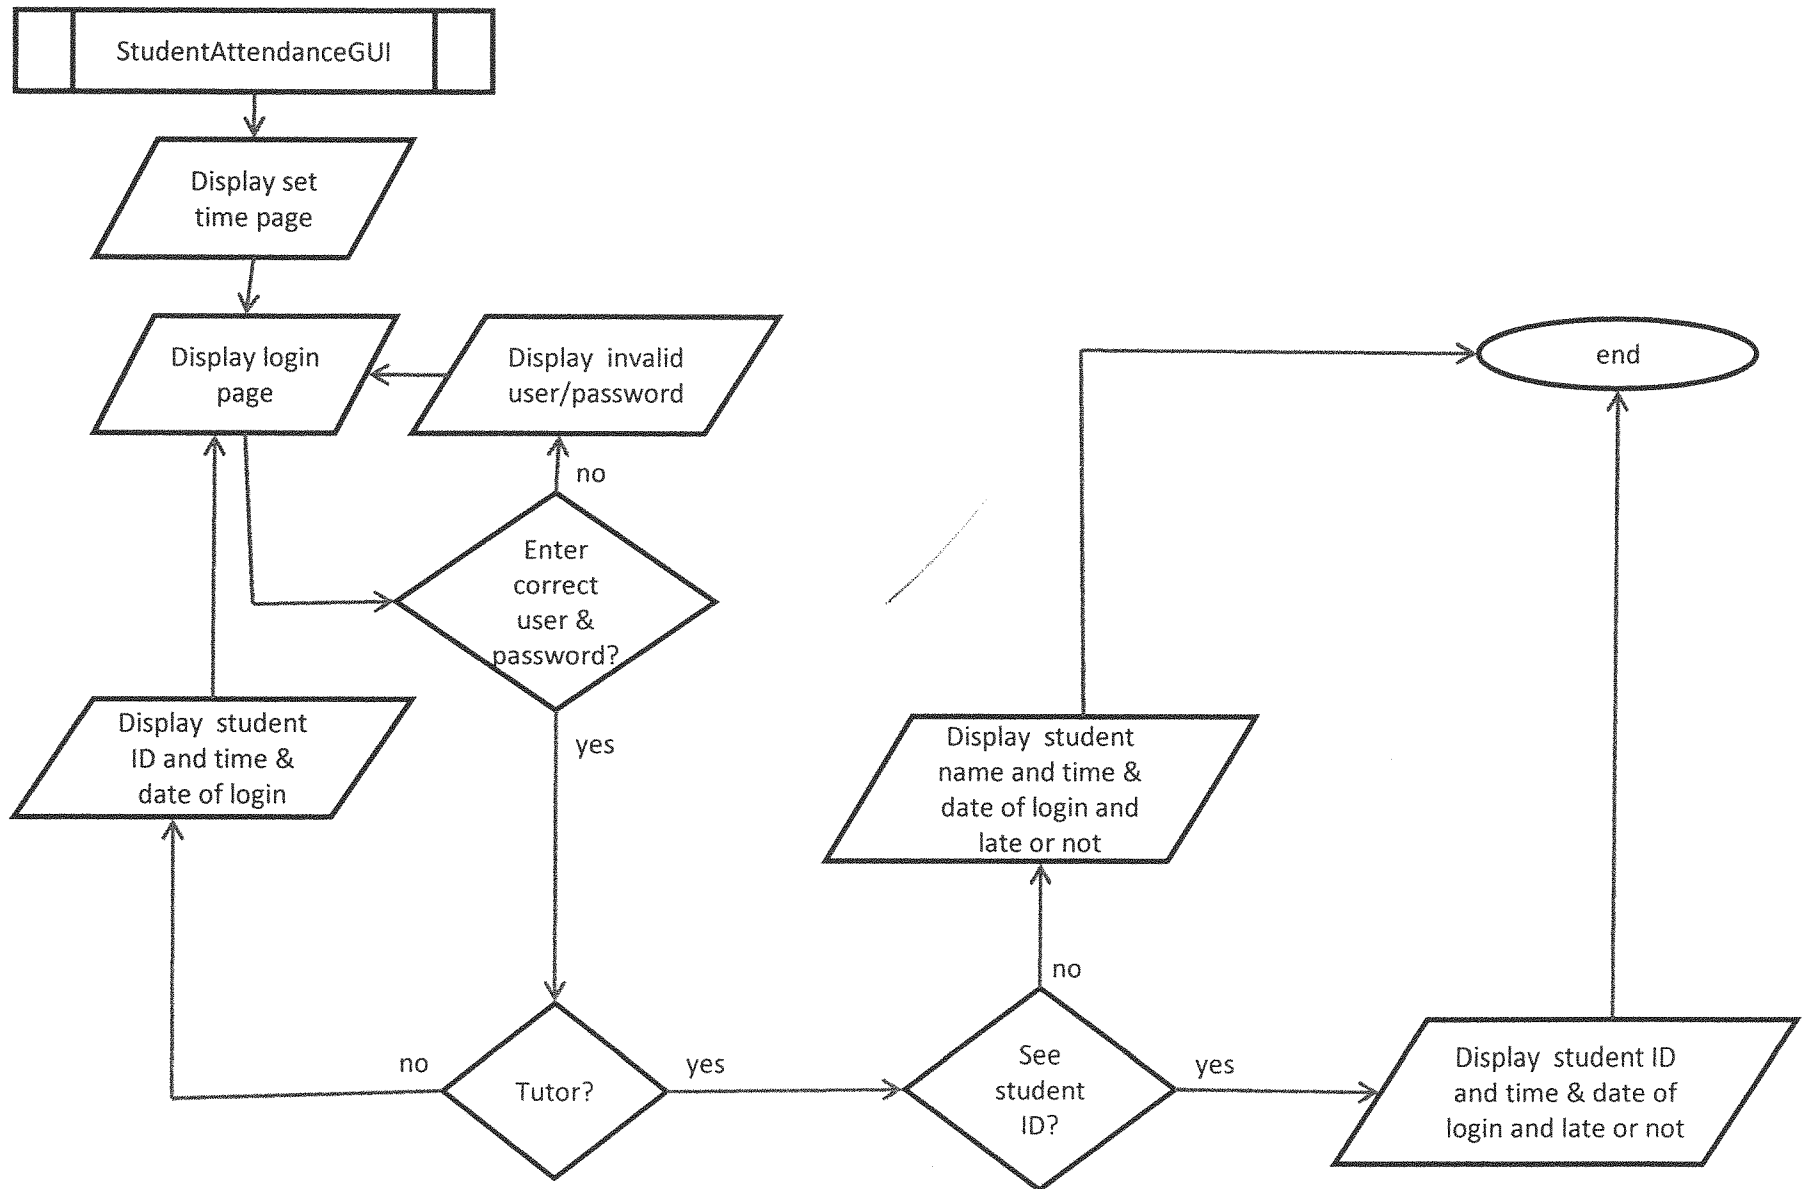 StudentAttendanceGUI
Display set
time page
Display login
page
Display invalid
user/password
end
no
Enter
correct
user &
password?
Display student
ID and time &
date of login
yes
Display student
name and time &
date of login and
late or not
no
no
Tutor?
yes
See
student
ID?
yes
Display student ID
and time & date of
login and late or not